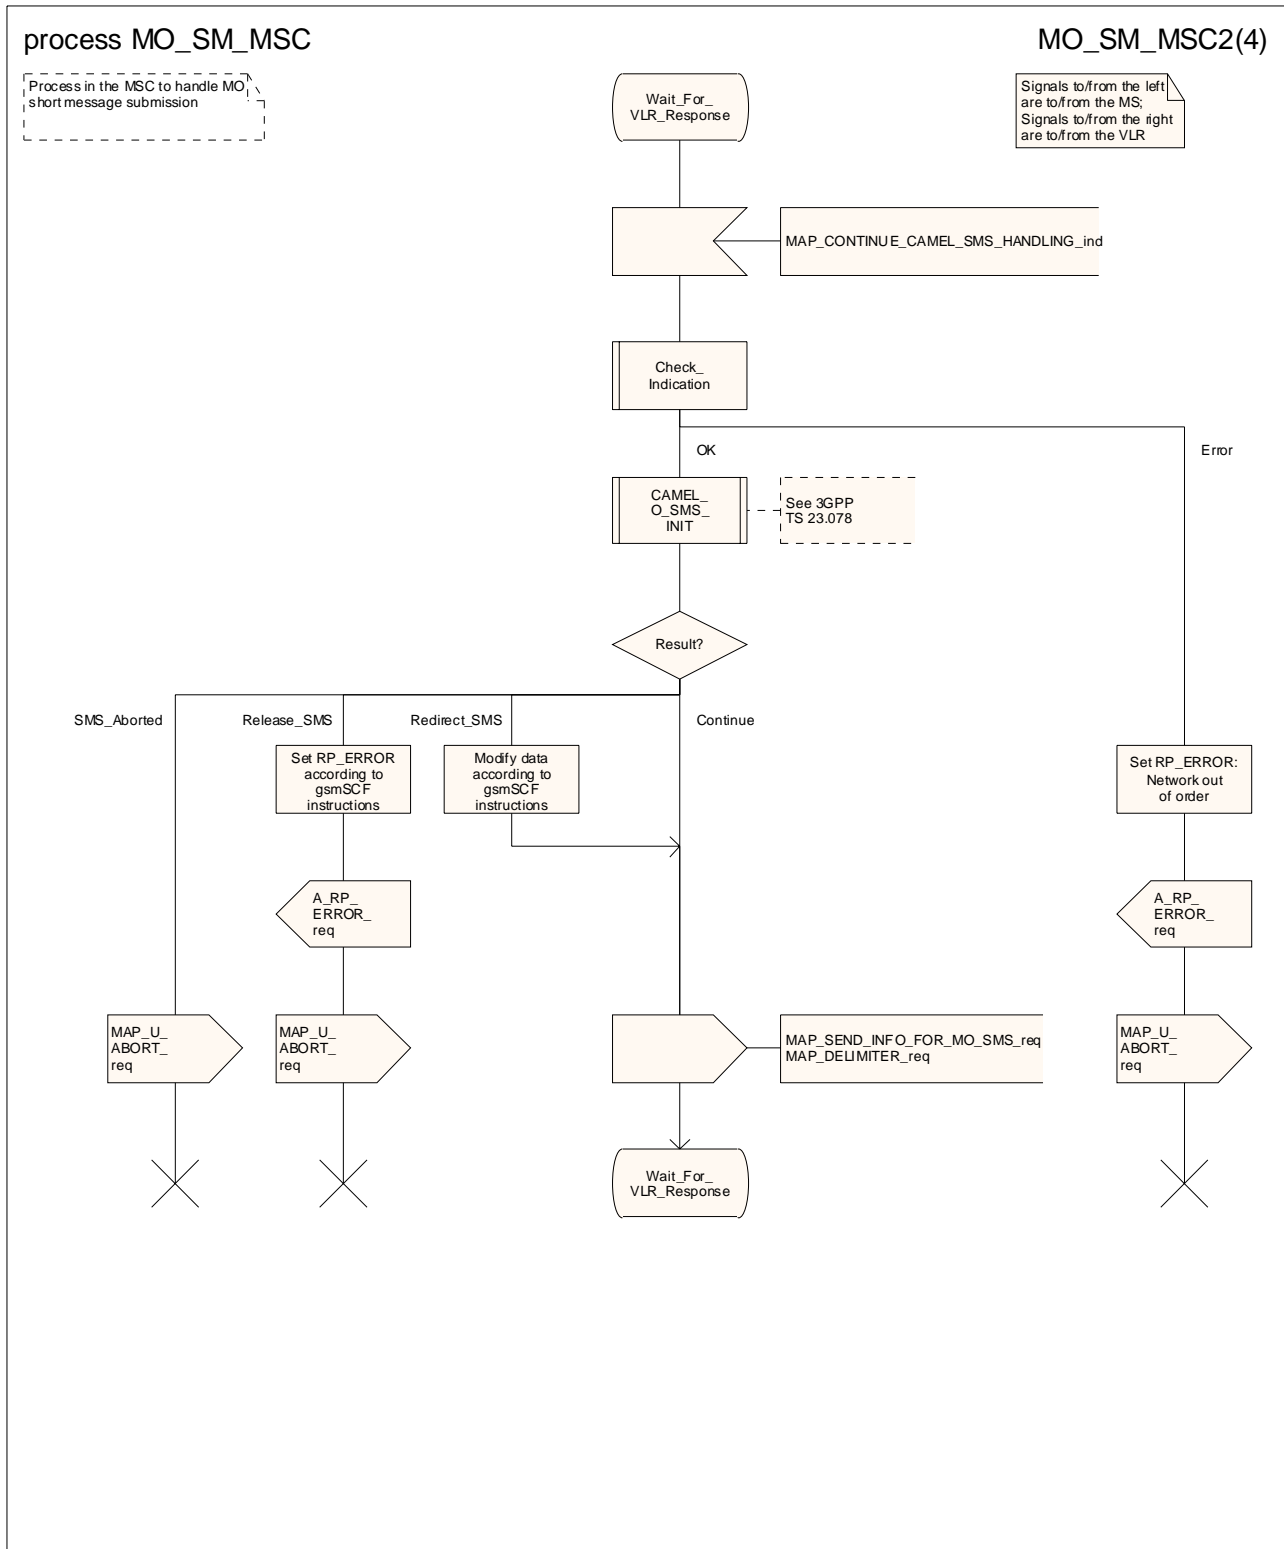 process MO_SM_MSC
MO_SM_MSC2(4)
Process in the MSC to handle MO
short message submission
Wait_For_
VLR_Response
Signals to/from the left
are to/from the MS;
Signals to/from the right
are to/from the VLR
MAP_CONTINUE_CAMEL_SMS_HANDLING_ind
Check_
Indication
OK
Error
CAMEL_
O_SMS_
INIT
See 3GPP
TS 23.078
Result?
SMS_Aborted
Release_SMS
Redirect_SMS
Continue
Set RP_ERROR
according to
gsmSCF
instructions
Modify data
according to
gsmSCF
instructions
Set RP_ERROR:
Network out
of order
A_RP_
ERROR_
req
A_RP_
ERROR_
req
MAP_U_
ABORT_
req
MAP_U_
ABORT_
req
MAP_SEND_INFO_FOR_MO_SMS_req
MAP_DELIMITER_req
MAP_U_
ABORT_
req
Wait_For_
VLR_Response